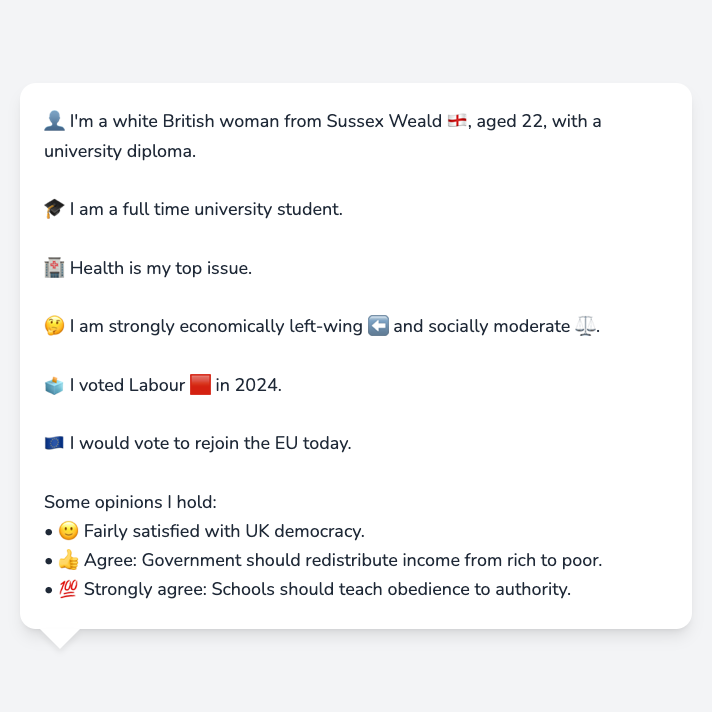 👤 I'm a white British woman from Sussex Weald 🏴󠁧󠁢󠁥󠁮󠁧󠁿, aged 22, with a
university diploma.
🎓 I am a full time university student.
🏥 Health is my top issue.
🤔 I am strongly economically left-wing ⬅️ and socially moderate ⚖️.
🗳️ I voted Labour 🟥 in 2024.
🇪🇺 I would vote to rejoin the EU today.
Some opinions I hold:
• 🙂 Fairly satisfied with UK democracy.
• 👍 Agree: Government should redistribute income from rich to poor.
• 💯 Strongly agree: Schools should teach obedience to authority.